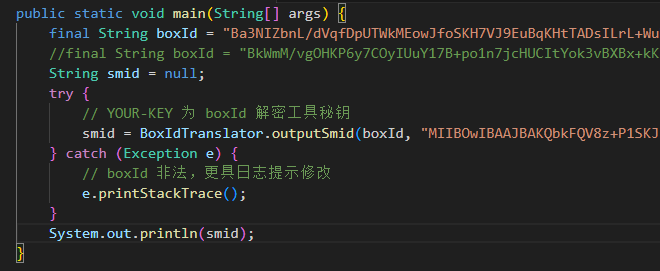 public static void main(String[] args) {
final String boxId = "Ba3NIZbnL/dVqfDpUTWkMEowJfoSKH7VJ9EuBqKHtTADsILrL+Wu
//final String boxId = "BkWmM/vgOHKP6y7COyIUuY17B+po1n7jcHUCItYok3vBXBx+kK
String smid = null;
try {
// YOUR-KEY 为 boxId 解密工具秘钥
smid = BoxIdTranslator.outputSmid(boxId, "MIIBOwIBAAJBAKQbkFQV8z+P1SKJ
} catch (Exception e) {
// boxId 非法，更具日志提示修改
e.printStackTrace();
}
System.out.println(smid);
}